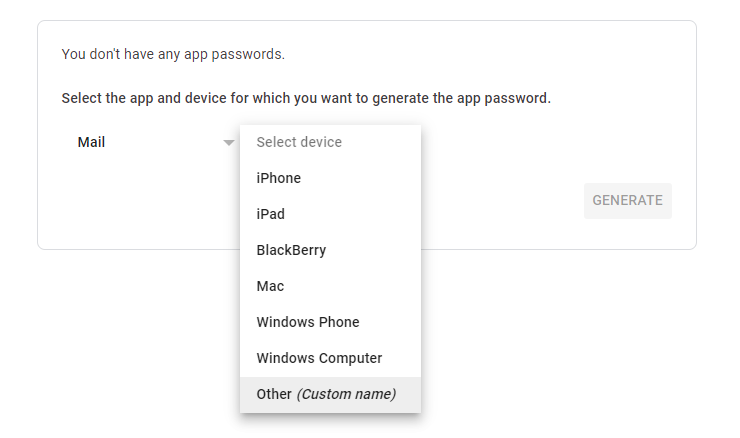 You don't have any app passwords.
Select the app and device for which you want to generate the app password.
Mail
Select device
iPhone
iPad
BlackBerry
Mac
Windows Phone
Windows Computer
Other (Custom name)
GENERATE